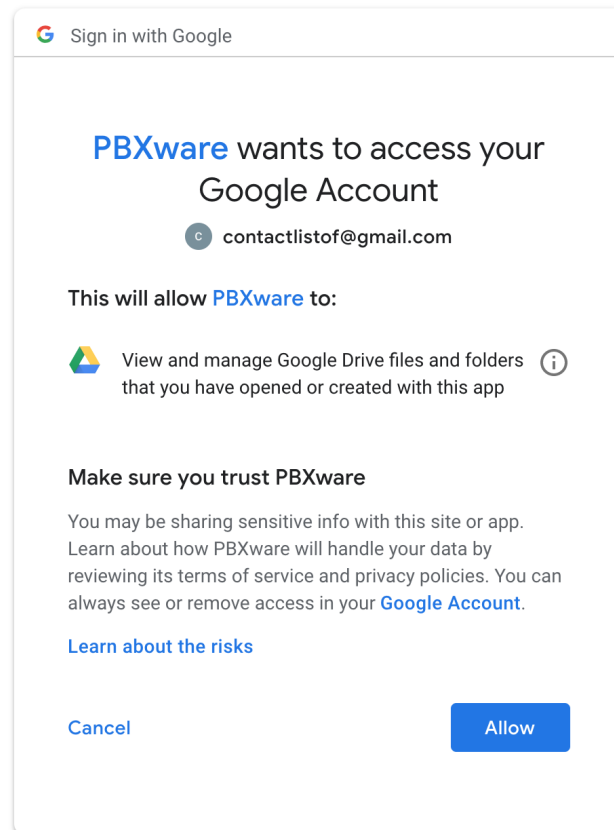 Sign in with Google
PBXware wants to access your
Google Account
c contactlistof@gmail.com
This will allow PBXware to:
View and manage Google Drive files and folders
that you have opened or created with this app
Make sure you trust PBXware
You may be sharing sensitive info with this site or app.
Learn about how PBXware will handle your data by
reviewing its terms of service and privacy policies. You can
always see or remove access in your Google Account.
Learn about the risks
Cancel
Allow